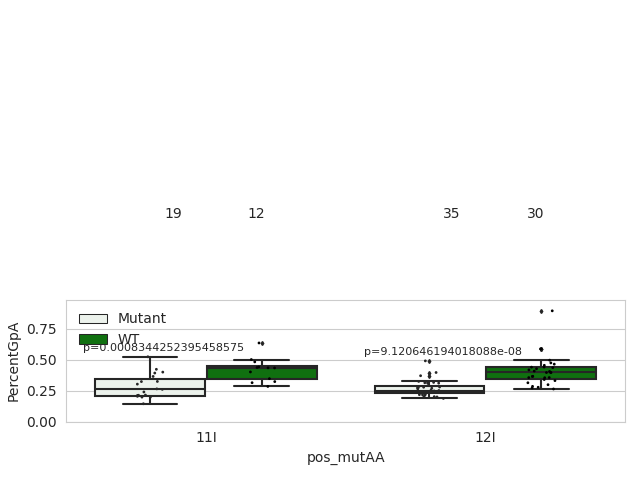 19 12 35 30
PercentGpA
0.75
0.50
0.25
0.00
Mutant
WT
p=0.0008344252395458575
p=9.120646194018088e-08
11I 12I
pos_mutAA